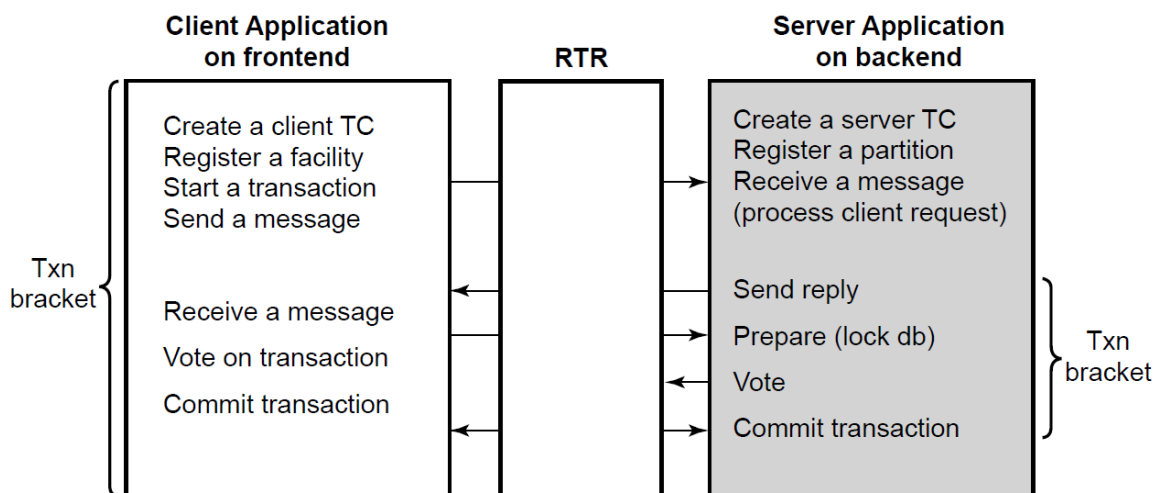 Client Application
on frontend
RTR
Server Application
on backend
Create a client TC
Register a facility
Start a transaction
Send a message
Create a server TC
Register a partition
Receive a message
(process client request)
Txn
bracket
Receive a message
Vote on transaction
Commit transaction
Send reply
Prepare (lock db)
Vote
Commit transaction
Txn
bracket